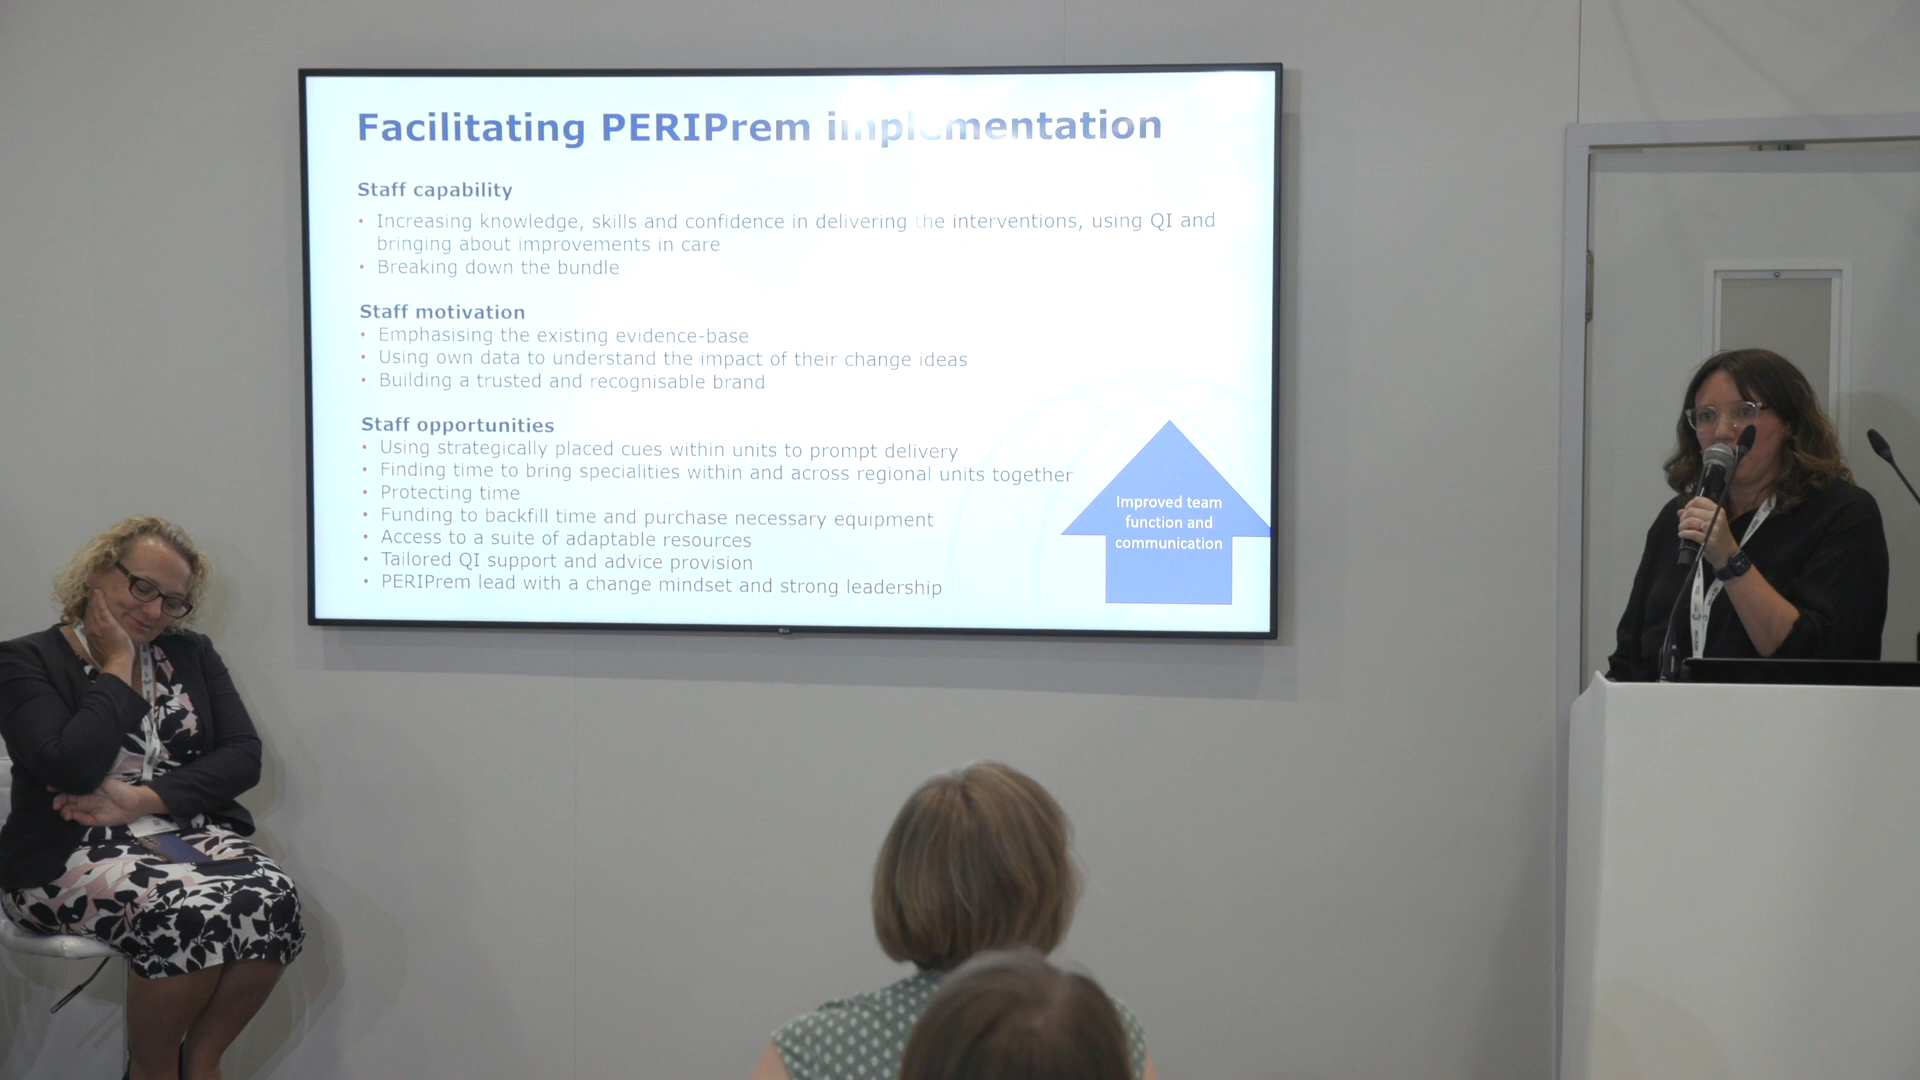 Facilitating PERIPrem implementation
Staff capability
• Increasing knowledge, skills and confidence in delivering the interventions, using QI and
bringing about improvements in care
• Breaking down the bundle
Staff motivation
• Emphasising the existing evidence-base
• Using own data to understand the impact of their change ideas
• Building a trusted and recognisable brand
Staff opportunities
• Using strategically placed cues within units to prompt delivery
• Finding time to bring specialities within and across regional units together
• Protecting time
• Funding to backfill time and purchase necessary equipment
• Access to a suite of adaptable resources
• Tailored QI support and advice provision
• PERIPrem lead with a change mindset and strong leadership
Improved team
function and
communication